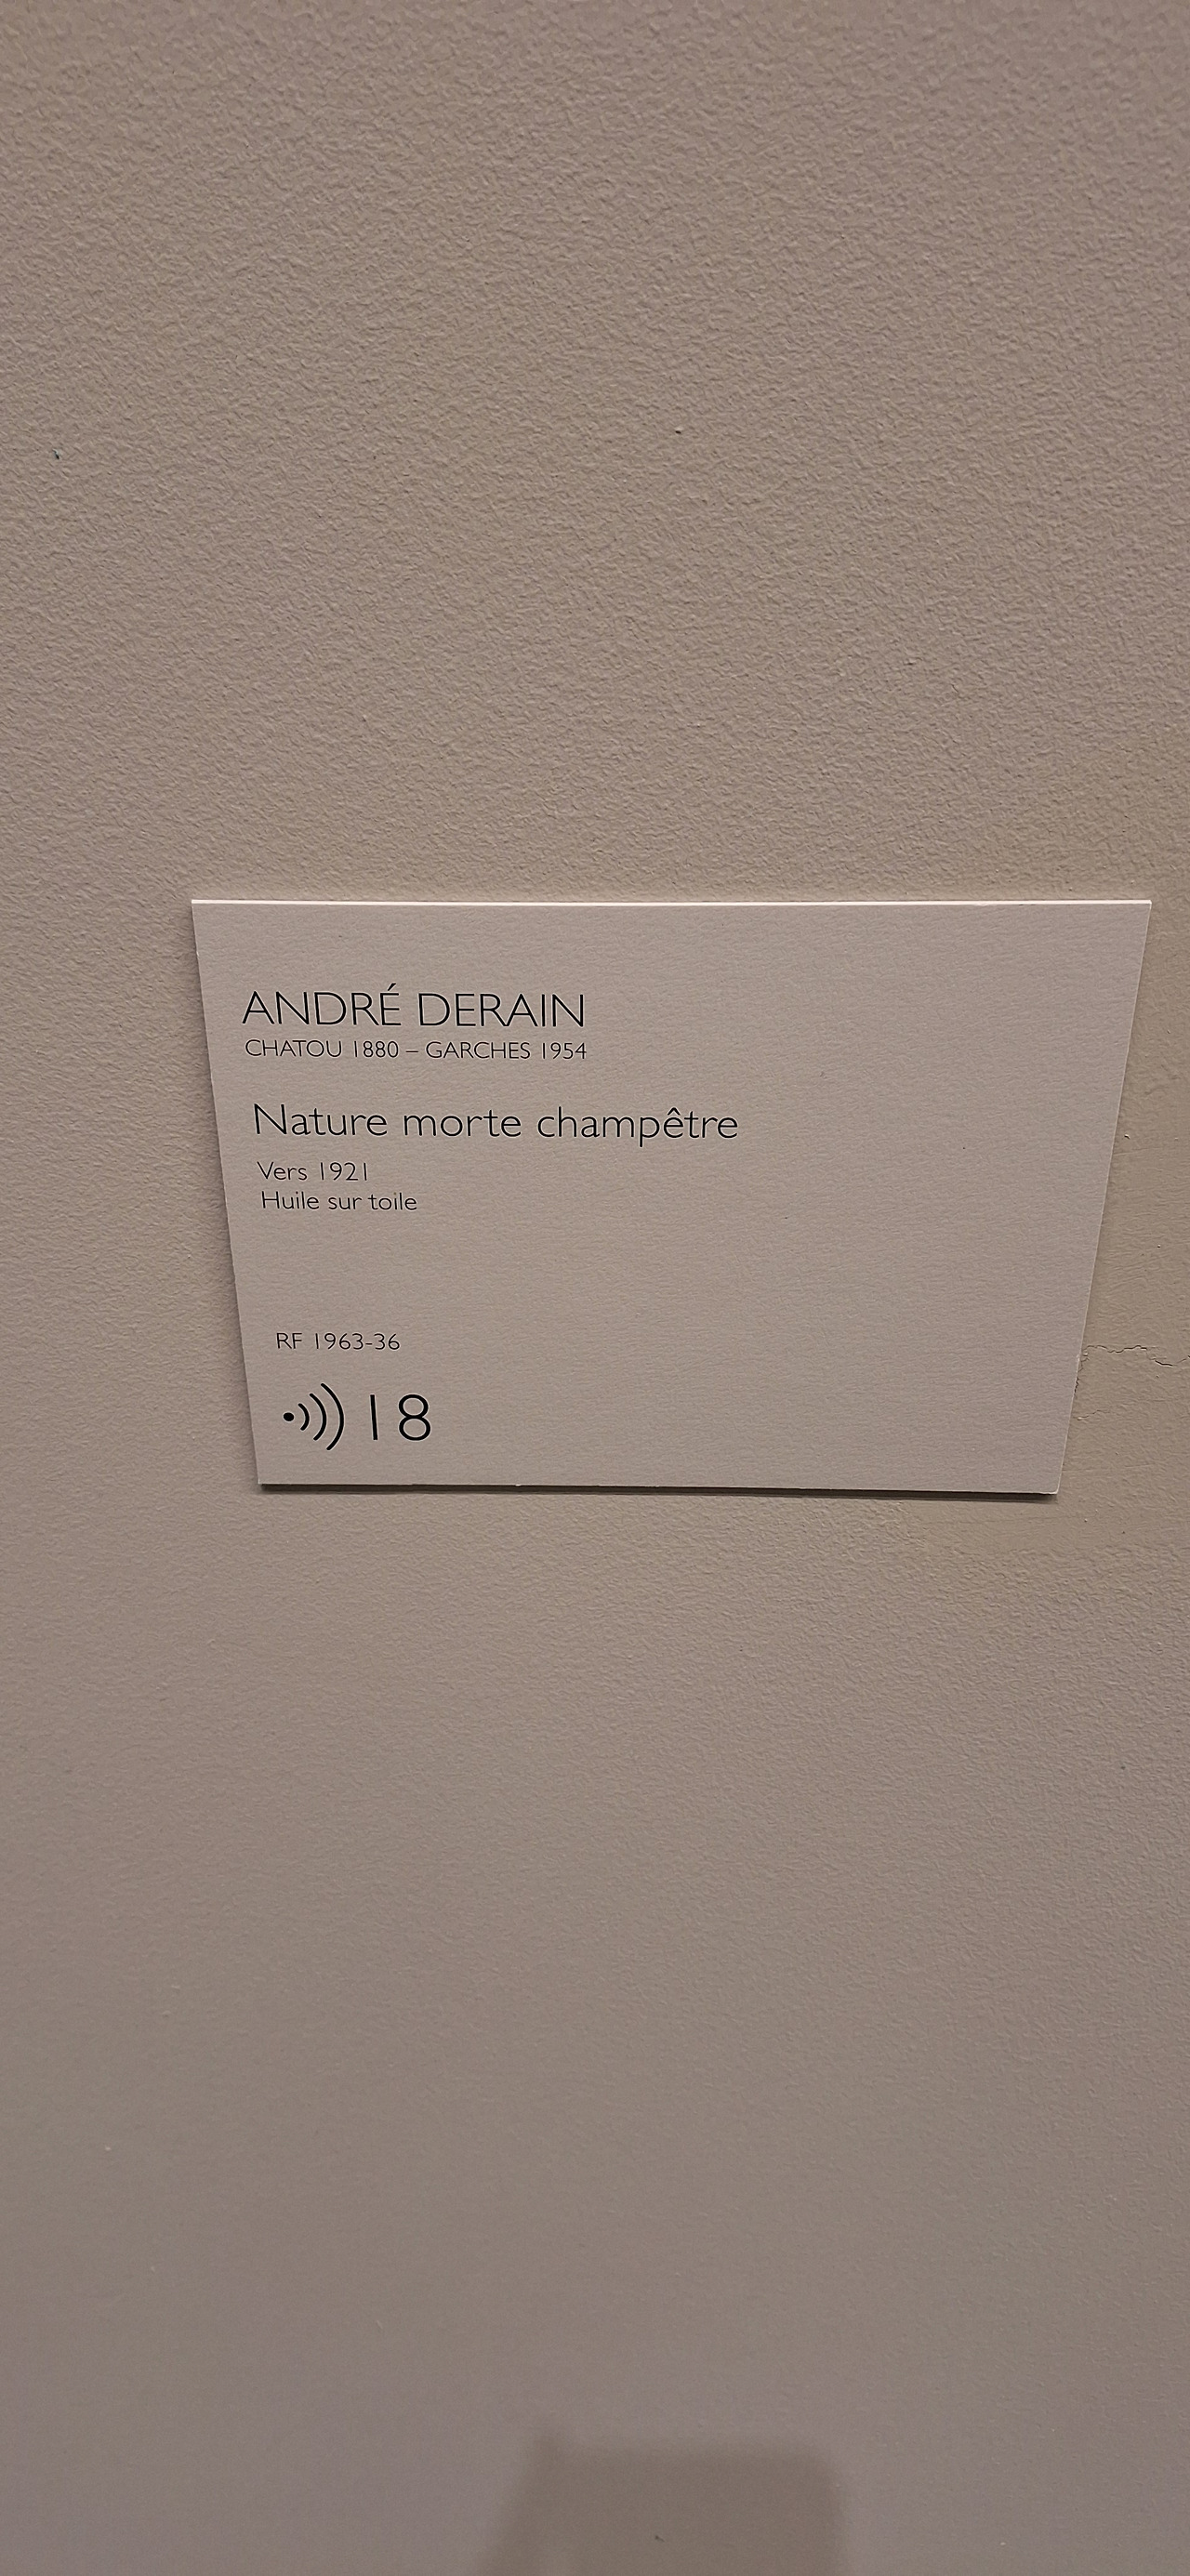 ANDRÉ DERAIN
CHATOU 1880 – GARCHES 1954
Nature morte champêtre
Vers 1921
Huile sur toile
RF 1963-36
18